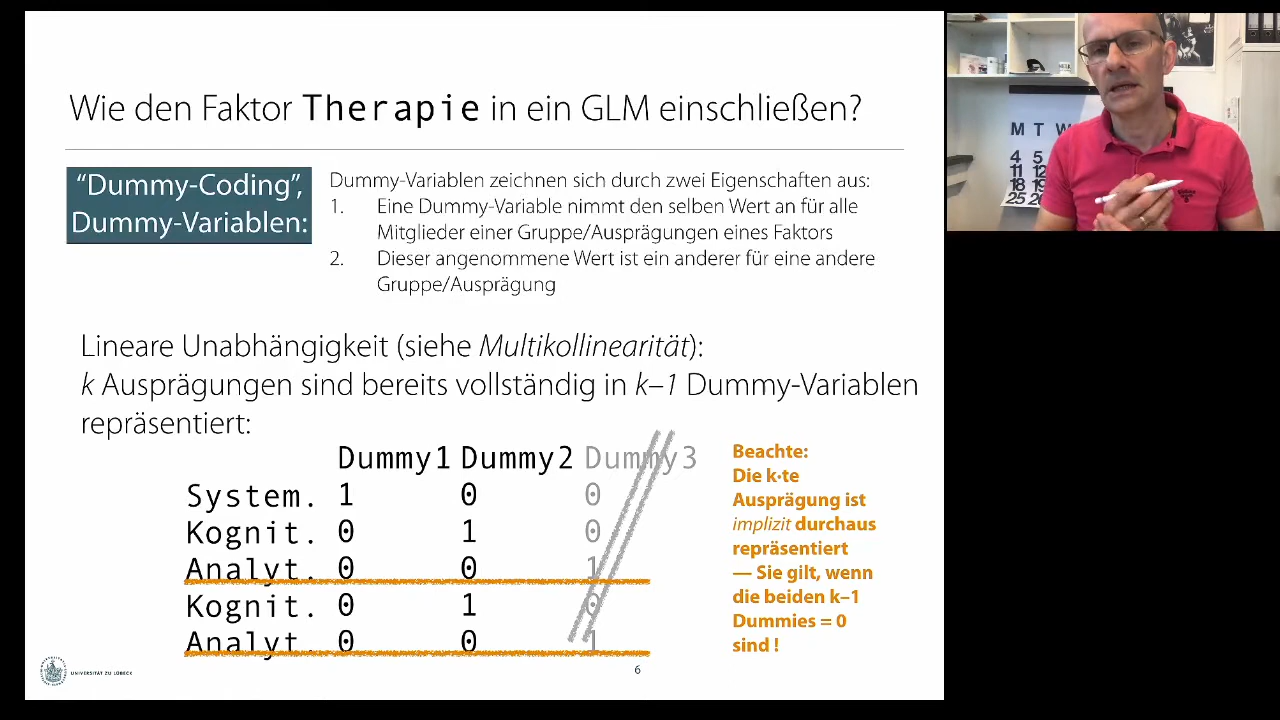 Wie den Faktor Therapie in ein GLM einschließen?
“Dummy-Coding”,
Dummy-Variablen:
Dummy-Variablen zeichnen sich durch zwei Eigenschaften aus:
1. Eine Dummy-Variable nimmt den selben Wert an für alle
Mitglieder einer Gruppe/Ausprägungen eines Faktors
2. Dieser angenommene Wert ist ein anderer für eine andere
Gruppe/Ausprägung
Lineare Unabhängigkeit (siehe Multikollinearität):
k Ausprägungen sind bereits vollständig in k–1 Dummy-Variablen
repräsentiert:
Dummy1 Dummy2 Dummy3
System. 1 0 0
Kognit. 0 1 0
Analyt. 0 0 1
Kognit. 0 1 0
Analyt. 0 0 1
Beachte:
Die k·te
Ausprägung ist
implizit durchaus
repräsentiert
— Sie gilt, wenn
die beiden k–1
Dummies = 0
sind !
UNIVERSITÄT ZU LÜBECK
6
M T W
4 5
11 12
18 19
25